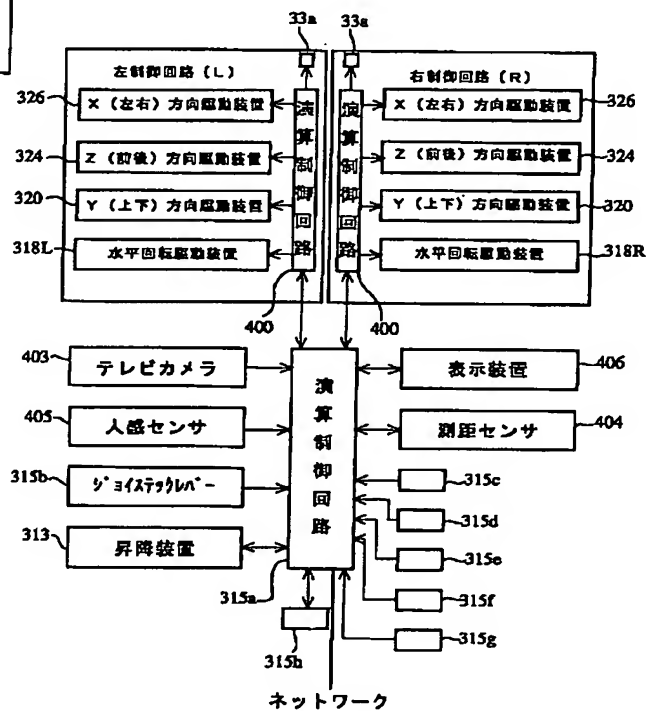 33a 33a
左制御回路(L) 右制御回路(R)
326 X(左右)方向駆動装置 演算制御回路 演算制御回路 X(左右)方向駆動装置 326
324 Z(前後)方向駆動装置 Z(前後)方向駆動装置 324
320 Y(上下)方向駆動装置 Y(上下)方向駆動装置 320
318L 水平回転駆動装置 水平回転駆動装置 318R
400 400
403 テレビカメラ 演算制御回路 表示装置 406
405 人感センサ 測距センサ 404
315b ジョイステックレバー 315c
315d
313 昇降装置 315e
315a 315f
315h 315g
ネットワーク